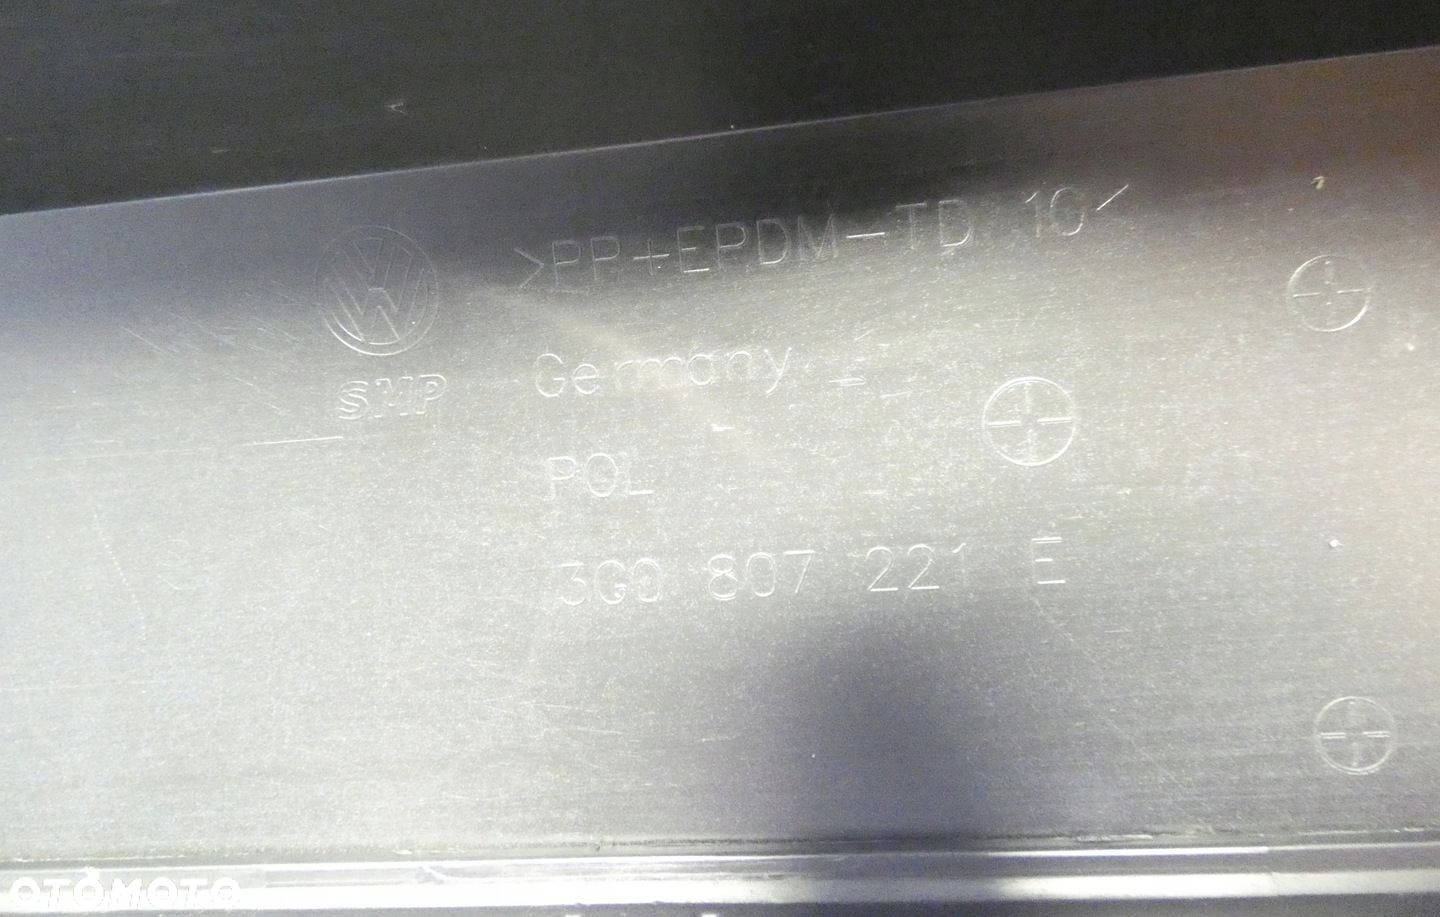 >PP+EPDM-TD 10<
SMP
Germany
POL
3G0 807 221 E
OTOMOTO